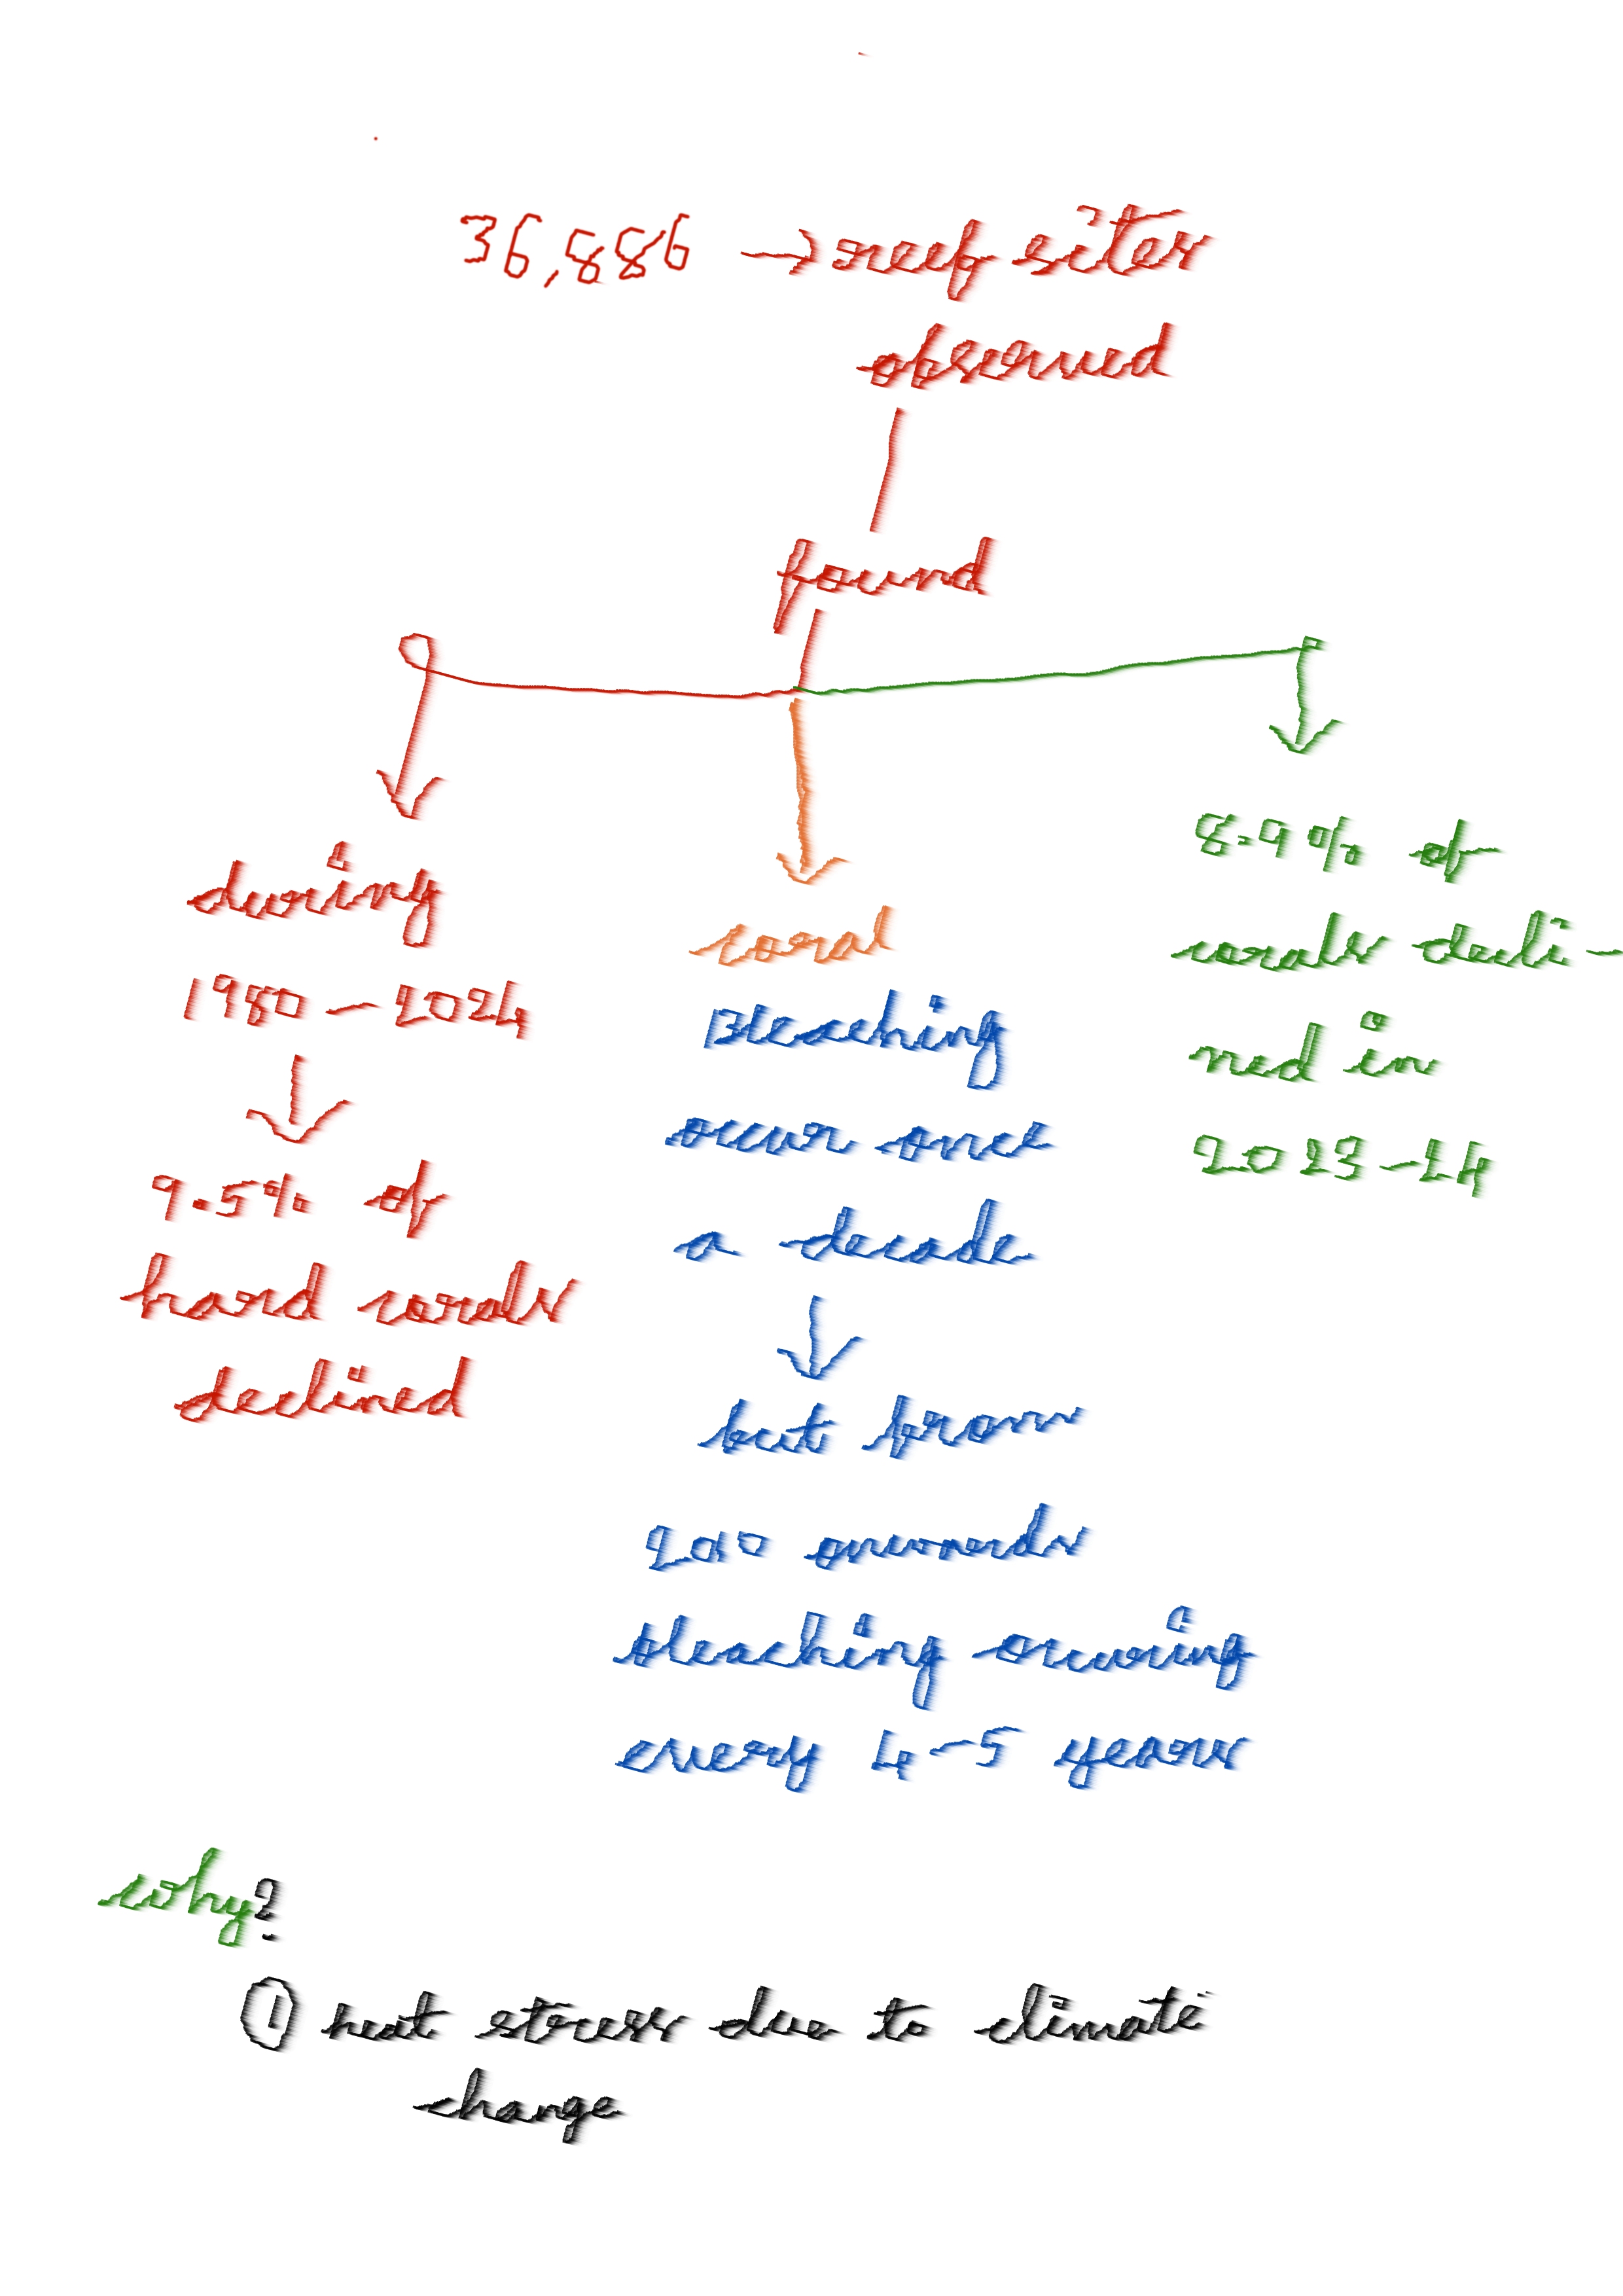 36,886 → reef sites
observed
found
during
1980 – 2024
9.5% of
hard corals
declined
coral
Bleaching
occur once
a decade
but from
200 onwards
bleaching occuring
every 4-5 years
8.9% of
corals decli-
ned in
2023-24
why?
① heat stress due to climate
change